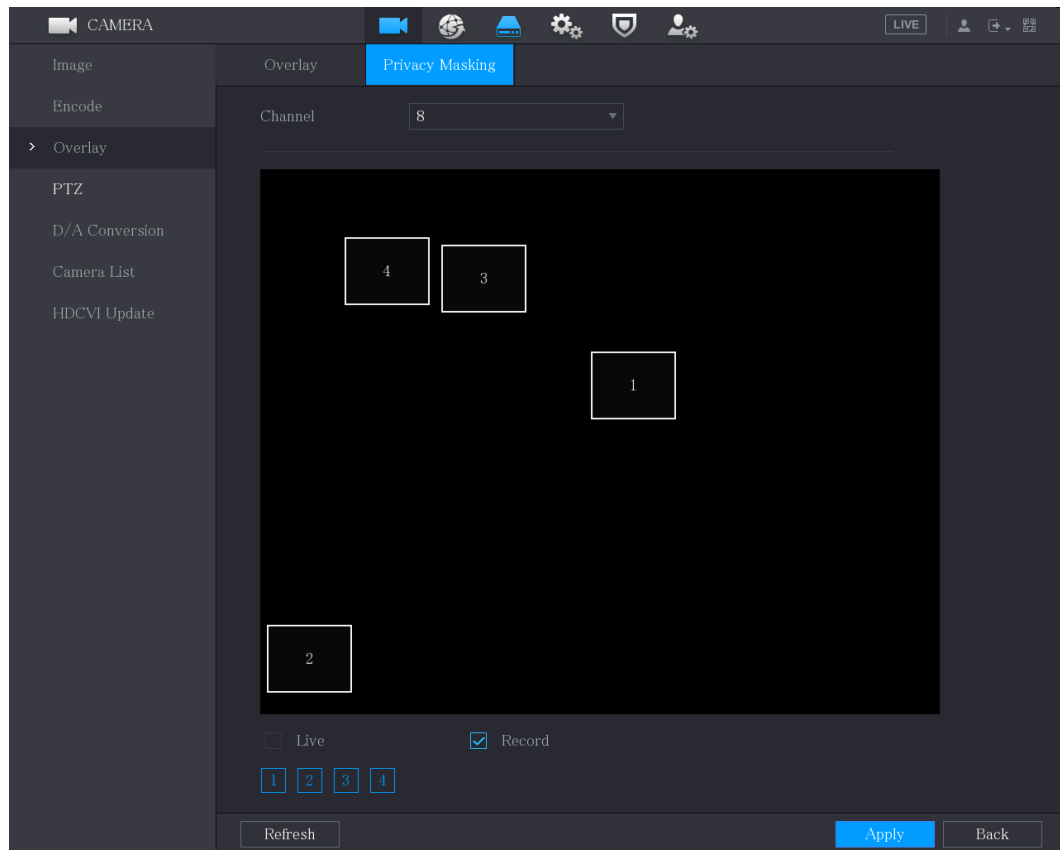 CAMERA
LIVE
Image
Encode
Overlay
PTZ
D/A Conversion
Camera List
HDCVI Update
Overlay
Privacy Masking
Channel
8
4
3
1
2
Live
Record
1 2 3 4
Refresh
Apply
Back